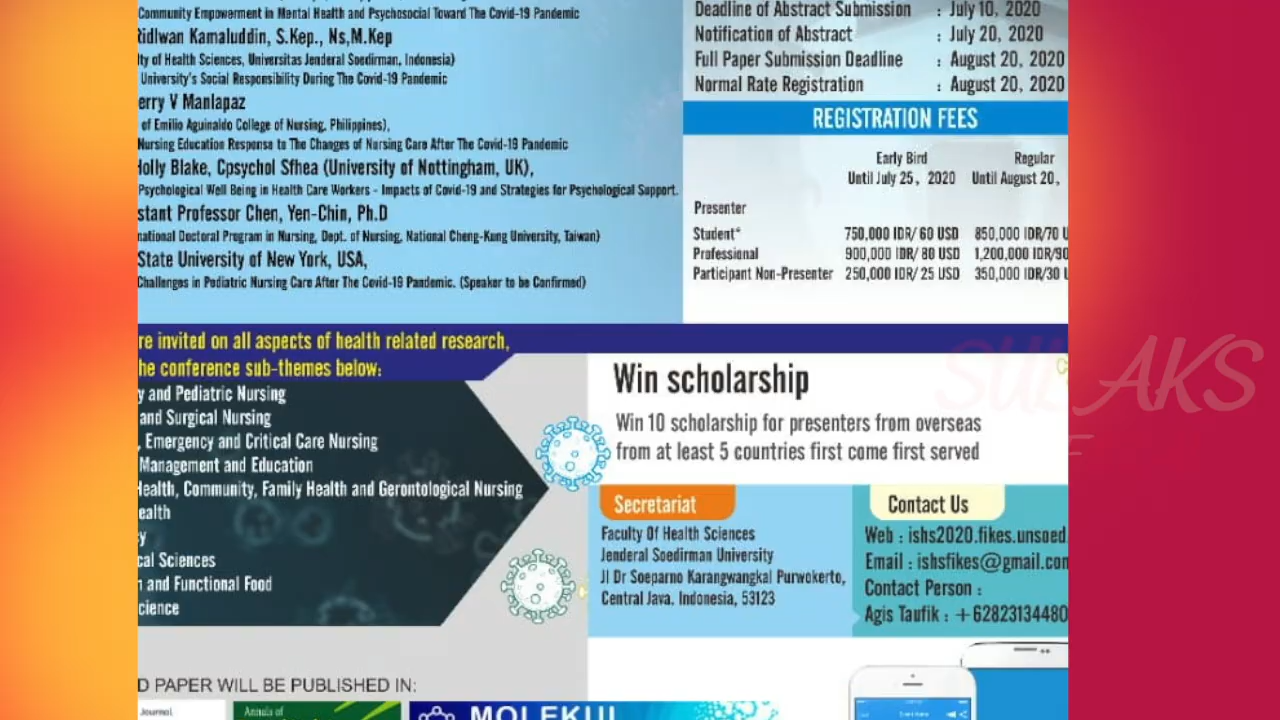 Community Empowerment in Mental Health and Psychosocial Toward The Covid-19 Pandemic
Ridlwan Kamaluddin, S.Kep., Ns,M.Kep
ty of Health Sciences, Universitas Jenderal Soedirman, Indonesia)
University's Social Responsibility During The Covid-19 Pandemic
erry V Manlapaz
of Emilio Aguinaldo College of Nursing, Philippines),
Nursing Education Response to The Changes of Nursing Care After The Covid-19 Pandemic
Holly Blake, Cpsychol Sfhea (University of Nottingham, UK),
Psychological Well Being in Health Care Workers - Impacts of Covid-19 and Strategies for Psychological Support.
stant Professor Chen, Yen-Chin, Ph.D
national Doctoral Program in Nursing, Dept. of Nursing, National Cheng-Kung University, Taiwan)
State University of New York, USA,
Challenges in Pediatric Nursing Care After The Covid-19 Pandemic. (Speaker to be Confirmed)
Deadline of Abstract Submission : July 10, 2020
Notification of Abstract : July 20, 2020
Full Paper Submission Deadline : August 20, 2020
Normal Rate Registration : August 20, 2020
REGISTRATION FEES
Early Bird Regular
Until July 25, 2020 Until August 20,
Presenter
Student* 750,000 IDR/ 60 USD 850,000 IDR/70 U
Professional 900,000 IDR/ 80 USD 1,200,000 IDR/90
Participant Non-Presenter 250,000 IDR/ 25 USD 350,000 IDR/30 U
re invited on all aspects of health related research,
he conference sub-themes below:
y and Pediatric Nursing
and Surgical Nursing
, Emergency and Critical Care Nursing
Management and Education
Health, Community, Family Health and Gerontological Nursing
ealth
y
cal Sciences
n and Functional Food
cience
Win scholarship
Win 10 scholarship for presenters from overseas
from at least 5 countries first come first served
Secretariat
Faculty Of Health Sciences
Jenderal Soedirman University
Jl Dr Soeparno Karangwangkal Purwokerto,
Central Java. Indonesia, 53123
Contact Us
Web : ishs2020.fikes.unsoed
Email : ishsfikes@gmail.com
Contact Person :
Agis Taufik : +62823134480
D PAPER WILL BE PUBLISHED IN:
Journal
Annals of
MOLEKUL
AKS